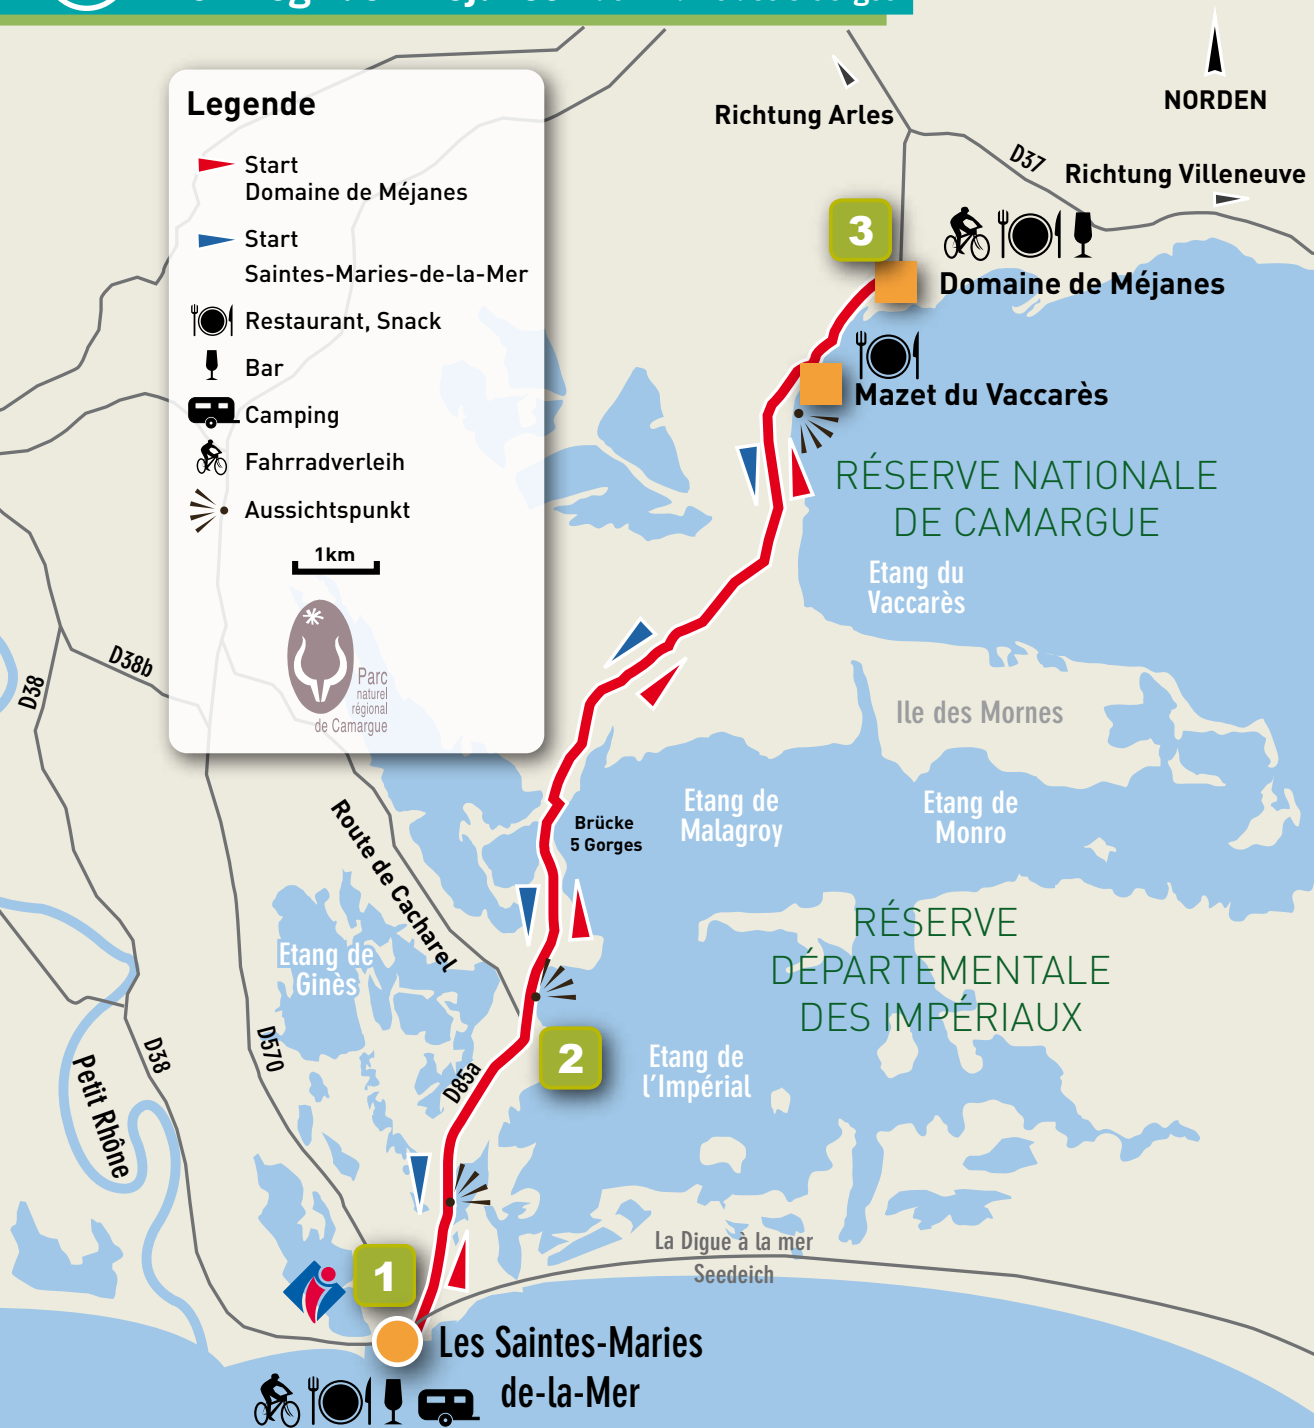 Legende
Start
Domaine de Méjanes
Start
Saintes-Maries-de-la-Mer
Restaurant, Snack
Bar
Camping
Fahrradverleih
Aussichtspunkt
1km
Parc
naturel
régional
de Camargue
NORDEN
Richtung Arles
D37
Richtung Villeneuve
3
Domaine de Méjanes
Mazet du Vaccarès
RÉSERVE NATIONALE
DE CAMARGUE
Etang du
Vaccarès
D38b
D38
Ile des Mornes
Etang de
Malagroy
Etang de
Monro
Brücke
5 Gorges
Route de Cacharel
RÉSERVE
DÉPARTEMENTALE
DES IMPÉRIAUX
Etang de
Ginès
D38
D570
D85a
2
Etang de
l'Impérial
Petit Rhône
La Digue à la mer
Seedeich
1
Les Saintes-Maries
de-la-Mer